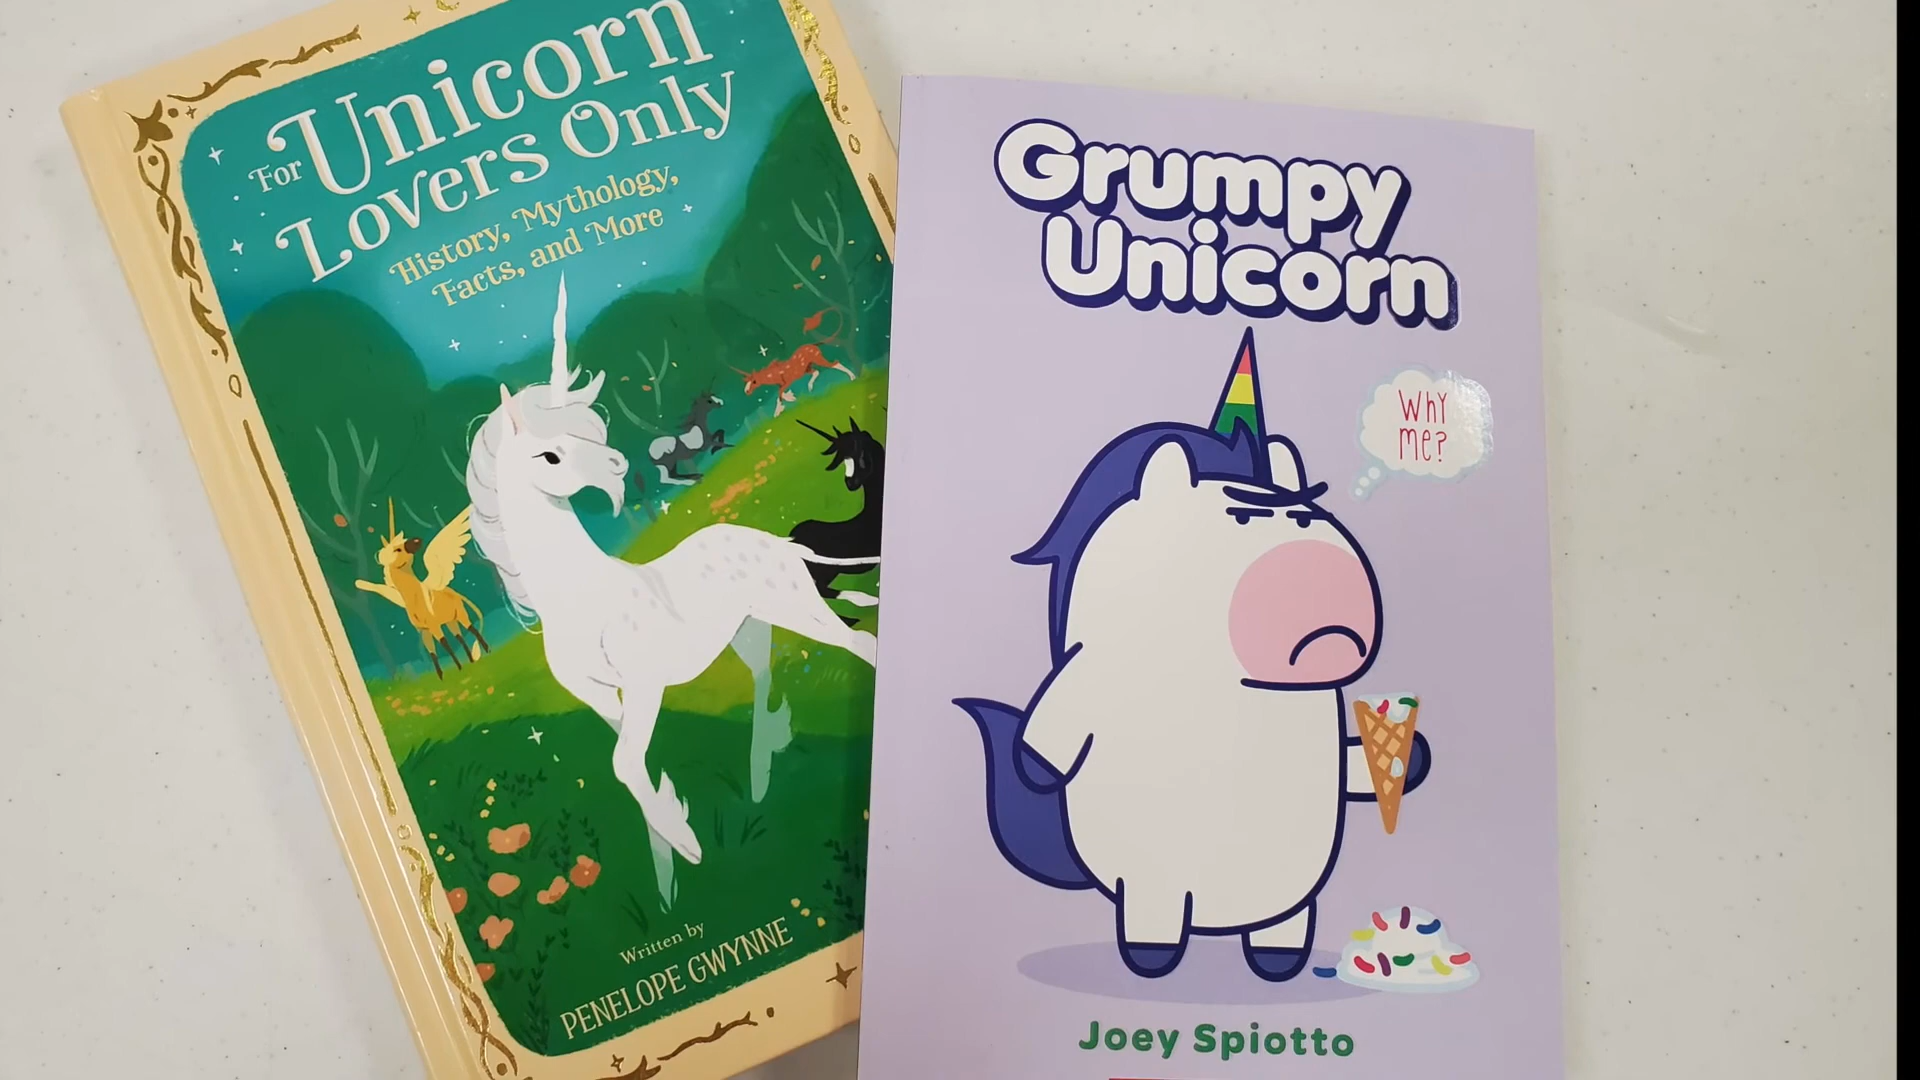 For Unicorn
Lovers Only
History, Mythology,
Facts, and More
Written by
PENELOPE GWYNNE
Grumpy
Unicorn
WHY
ME?
Joey Spiotto